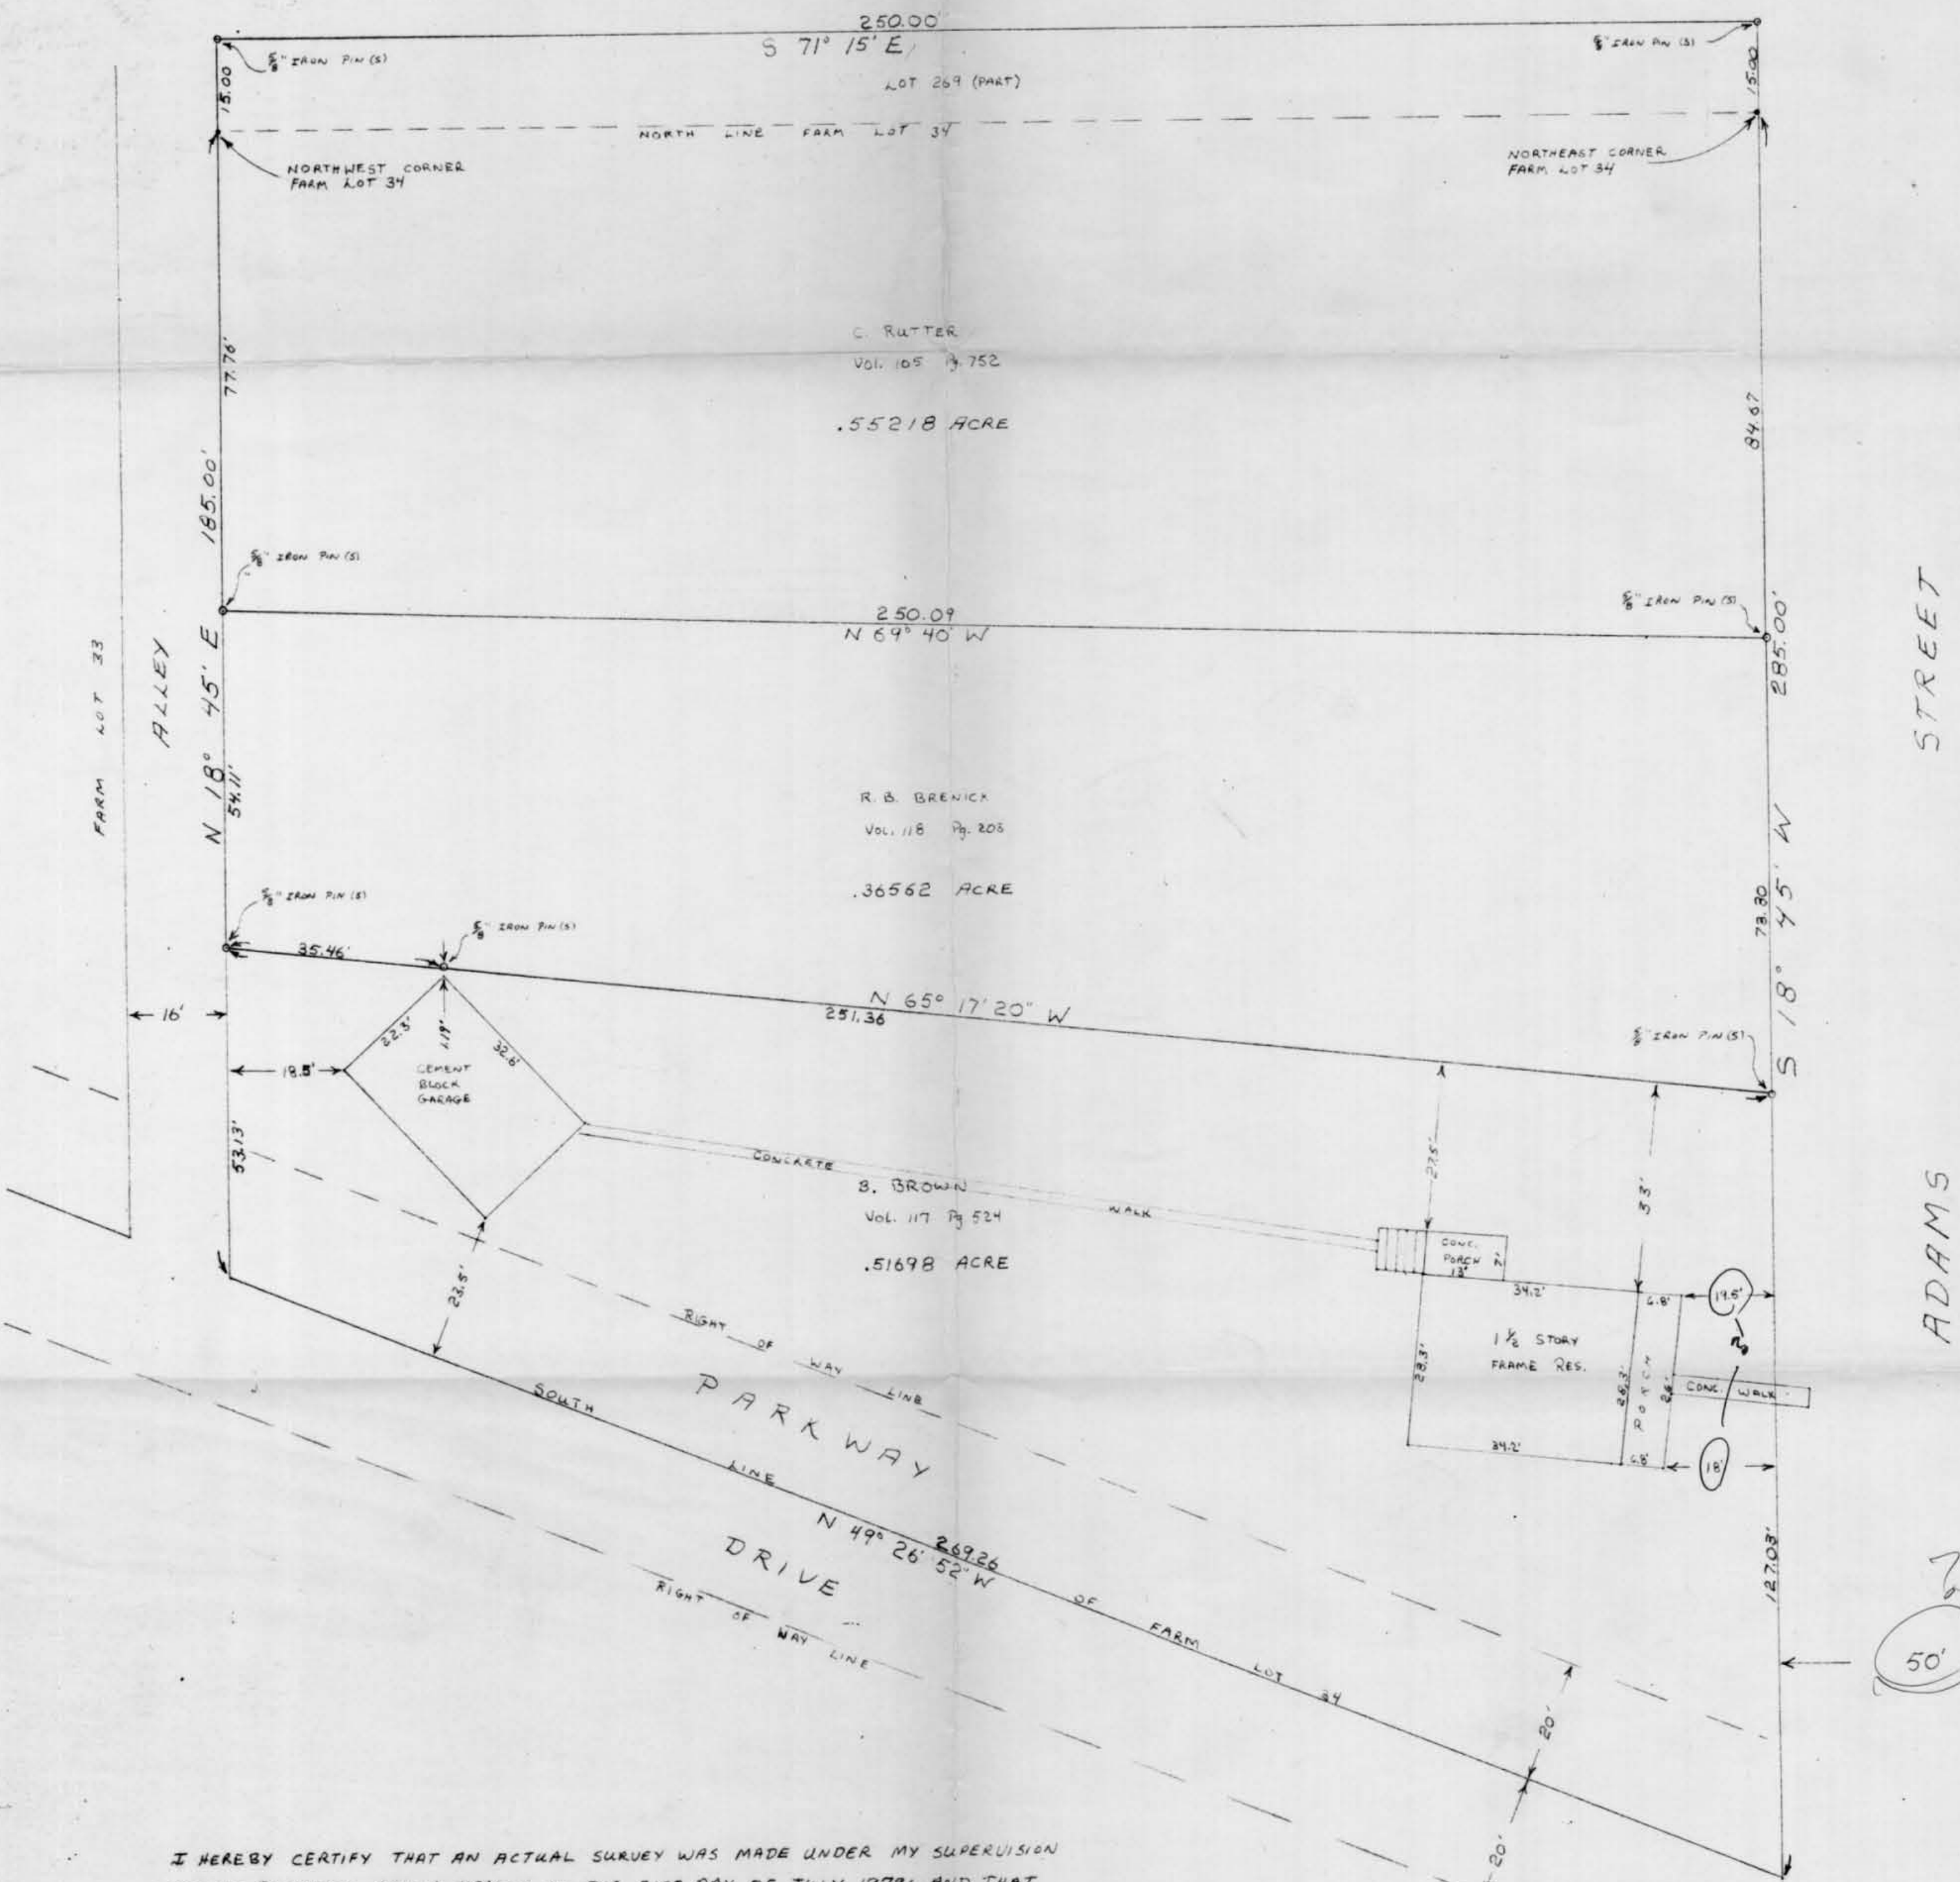 250.00'
S 71° 15' E
5/8" IRON PIN (S)
5/8" IRON PIN (S)
15.00
15.00
LOT 269 (PART)
NORTH LINE FARM LOT 34
NORTHWEST CORNER
FARM LOT 34
NORTHEAST CORNER
FARM LOT 34
C. RUTTER
VOL. 105 Pg. 752
.55218 ACRE
77.76'
84.67
185.00'
285.00'
5/8" IRON PIN (S)
5/8" IRON PIN (S)
250.09
N 69° 40' W
FARM LOT 33
ALLEY
N 18° 45' E
54.11'
STREET
ADAMS
S 18° 45' W
73.80
R. B. BRENICK
VOL. 118 Pg.
.36562 ACRE
5/8" IRON PIN (S)
5/8" IRON PIN (S)
35.46'
N 65° 17' 20" W
251.36
5/8" IRON PIN (S)
16'
18.5'
22.3'
1.19'
32.6'
CEMENT
BLOCK
GARAGE
53.13'
CONCRETE WALK
B. BROWN
VOL. 117 Pg 524
.51698 ACRE
27.5'
33'
CONC.
PORCH
13'
7'
34.2'
6.8'
19.5'
1 1/2 STORY
FRAME RES.
28.3'
PORCH
CONC. WALK
34.2'
6.8'
18'
23.5'
RIGHT OF WAY LINE
PARKWAY
DRIVE
SOUTH LINE OF FARM LOT 34
N 49° 26' 52" W
269.26
RIGHT OF WAY LINE
127.03'
50'
20'
20'
I HEREBY CERTIFY THAT AN ACTUAL SURVEY WAS MADE UNDER MY SUPERVISION